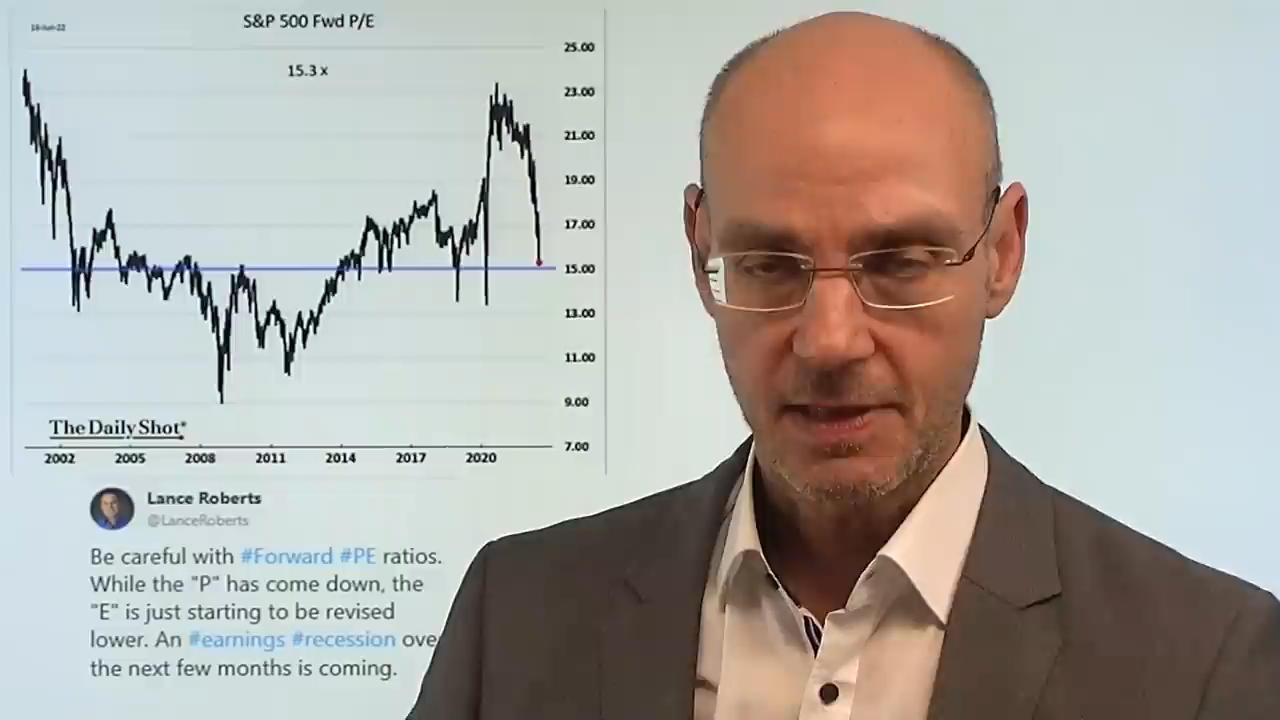 S&P 500 Fwd P/E
15.3 x
25.00
23.00
21.00
19.00
17.00
15.00
13.00
11.00
9.00
7.00
The Daily Shot
2002 2005 2008 2011 2014 2017 2020
Lance Roberts
@LanceRoberts
Be careful with #Forward #PE ratios.
While the "P" has come down, the
"E" is just starting to be revised
lower. An #earnings #recession ove
the next few months is coming.